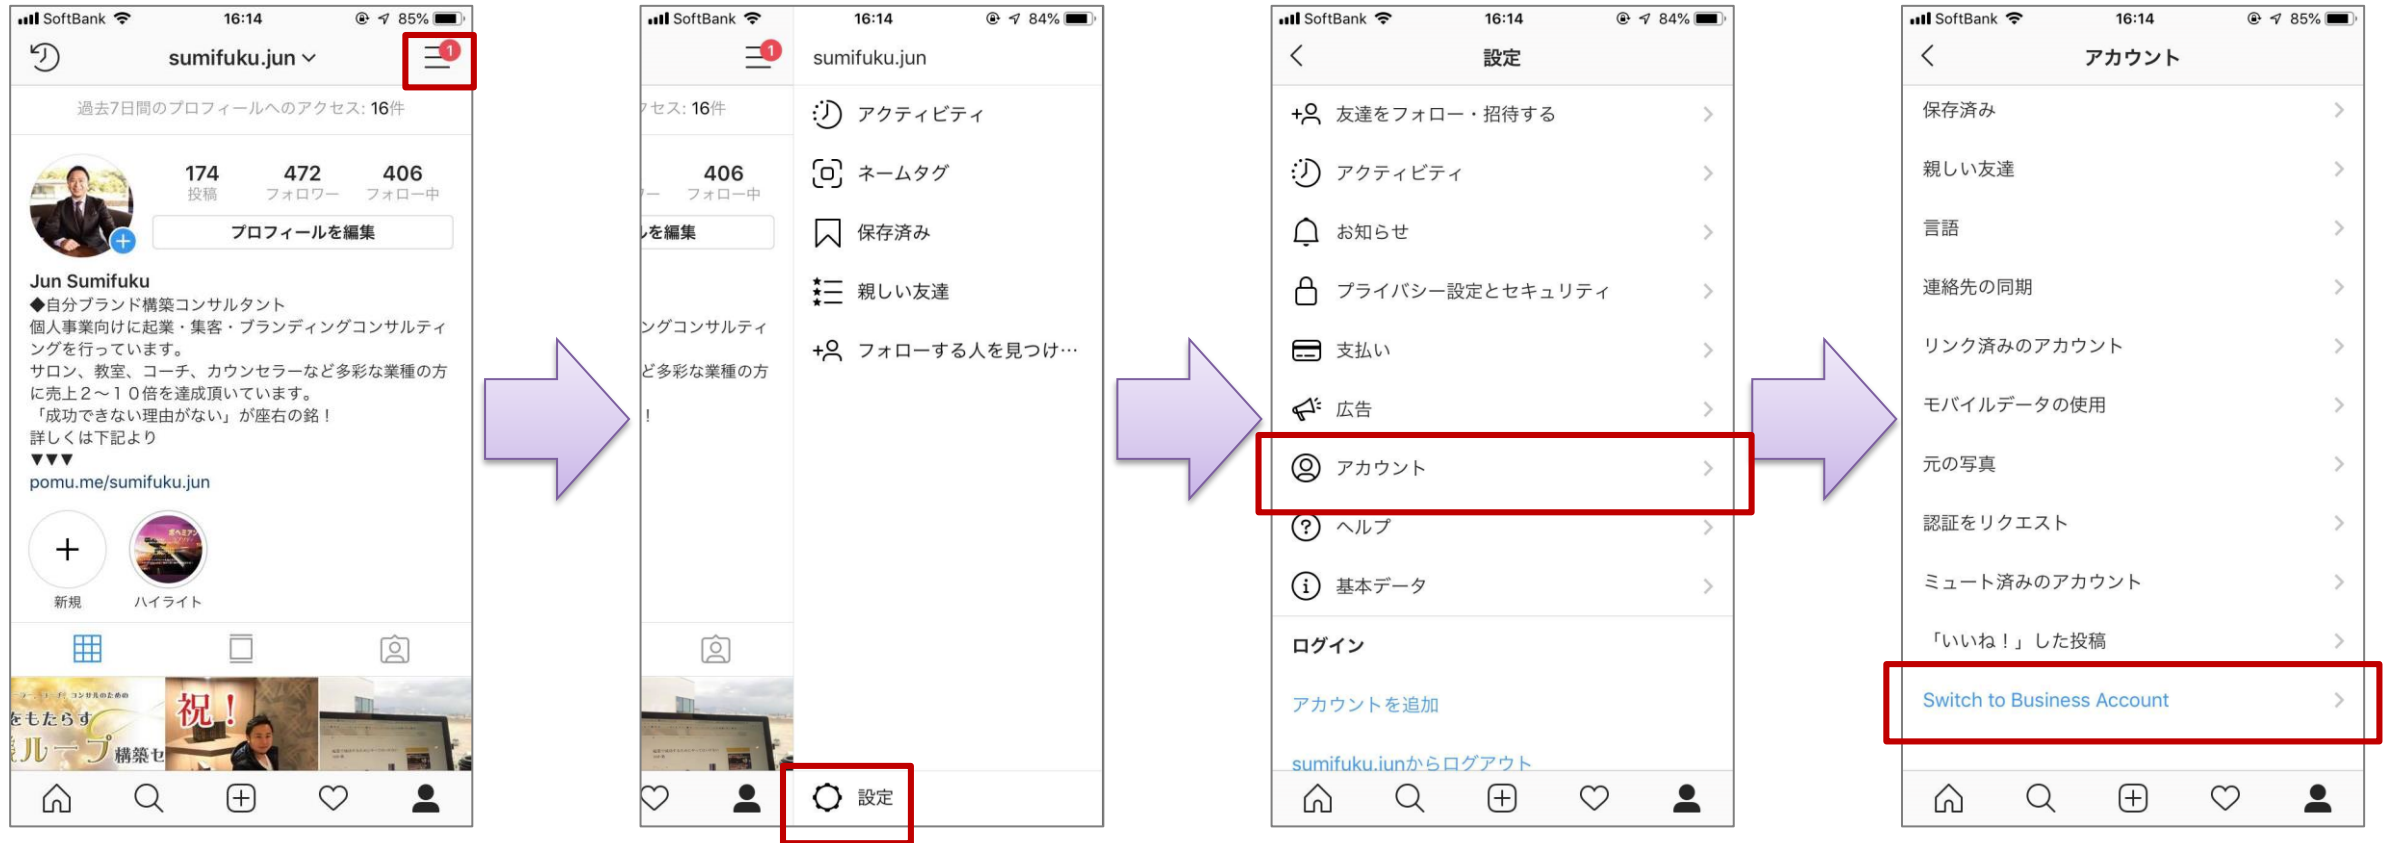 SoftBank 16:14 85%
sumifuku.jun
1
過去7日間のプロフィールへのアクセス: 16件
174 472 406
投稿 フォロワー フォロー中
プロフィールを編集
Jun Sumifuku
◆自分ブランド構築コンサルタント
個人事業向けに起業・集客・ブランディングコンサルティ
ングを行っています。
サロン、教室、コーチ、カウンセラーなど多彩な業種の方
に売上2～10倍を達成頂いています。
「成功できない理由がない」が座右の銘！
詳しくは下記より
▼▼▼
pomu.me/sumifuku.jun
新規 ハイライト
をもたらす
ループ構築セ
祝！
SoftBank 16:14 84%
1
sumifuku.jun
クセス: 16件
406
フォロー中
ルを編集
ングコンサルティ
ど多彩な業種の方
！
アクティビティ
ネームタグ
保存済み
親しい友達
フォローする人を見つけ…
設定
SoftBank 16:14 84%
設定
友達をフォロー・招待する
アクティビティ
お知らせ
プライバシー設定とセキュリティ
支払い
広告
アカウント
ヘルプ
基本データ
ログイン
アカウントを追加
sumifuku.junからログアウト
SoftBank 16:14 85%
アカウント
保存済み
親しい友達
言語
連絡先の同期
リンク済みのアカウント
モバイルデータの使用
元の写真
認証をリクエスト
ミュート済みのアカウント
「いいね！」した投稿
Switch to Business Account